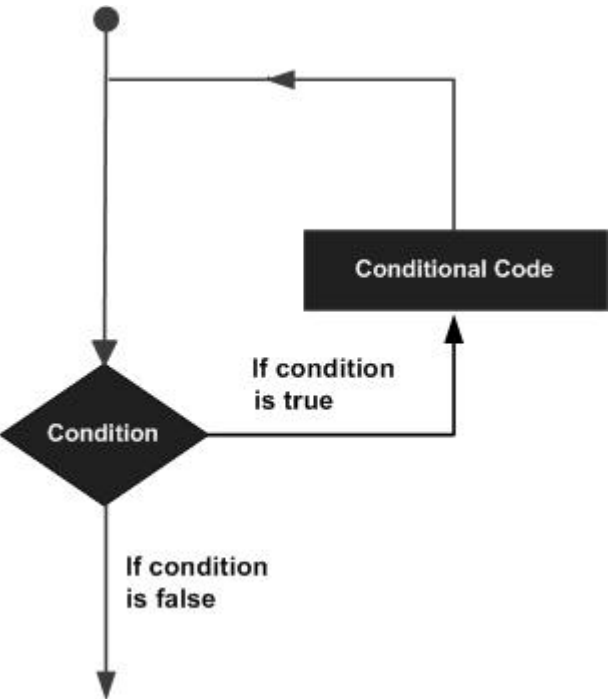 Conditional Code
If condition
is true
Condition
If condition
is false